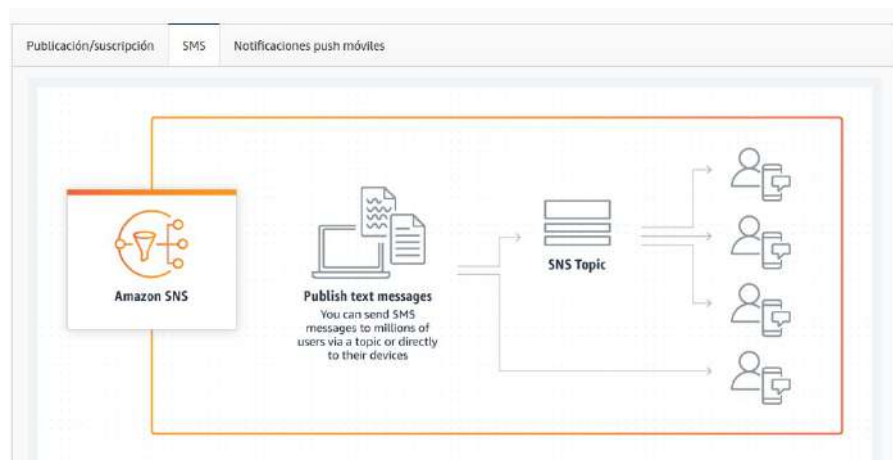 Publicación/suscripción SMS Notificaciones push móviles
Amazon SNS
Publish text messages
You can send SMS
messages to millions of
users via a topic or directly
to their devices
SNS Topic